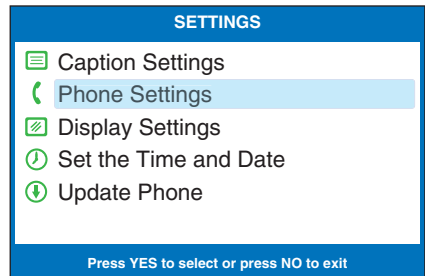 SETTINGS
Caption Settings
Phone Settings
Display Settings
Set the Time and Date
Update Phone
Press YES to select or press NO to exit